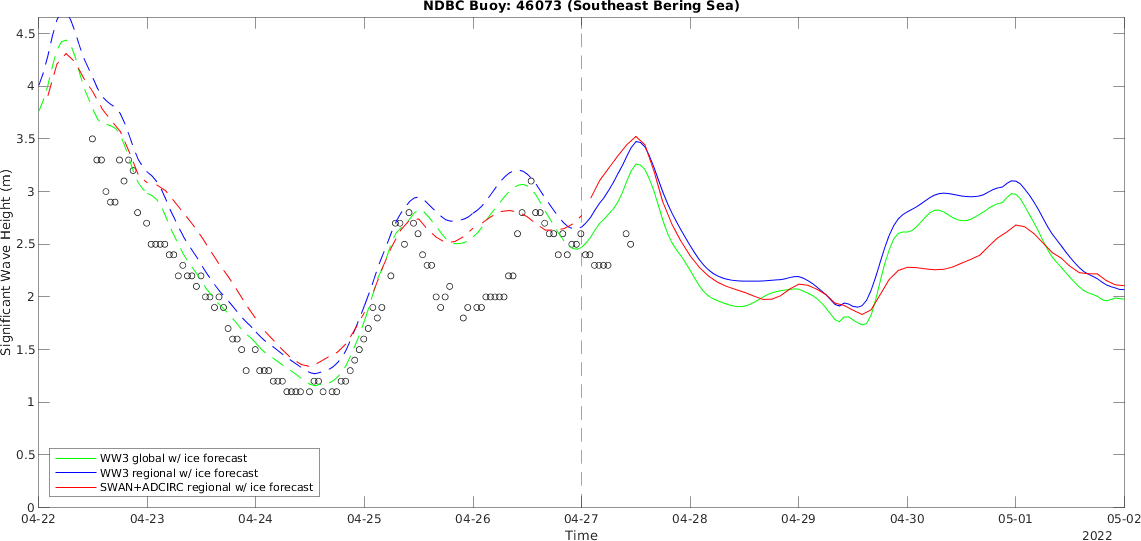 NDBC Buoy: 46073 (Southeast Bering Sea)
Significant Wave Height (m)
4.5
4
3.5
3
2.5
2
1.5
1
0.5
0
WW3 global w/ ice forecast
WW3 regional w/ ice forecast
SWAN+ADCIRC regional w/ ice forecast
04-22 04-23 04-24 04-25 04-26 04-27 04-28 04-29 04-30 05-01 05-02
Time
2022